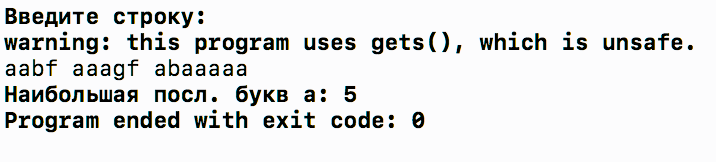 Введите строку:
warning: this program uses gets(), which is unsafe.
aabf aaagf abaaaaa
Наибольшая посл. букв а: 5
Program ended with exit code: 0